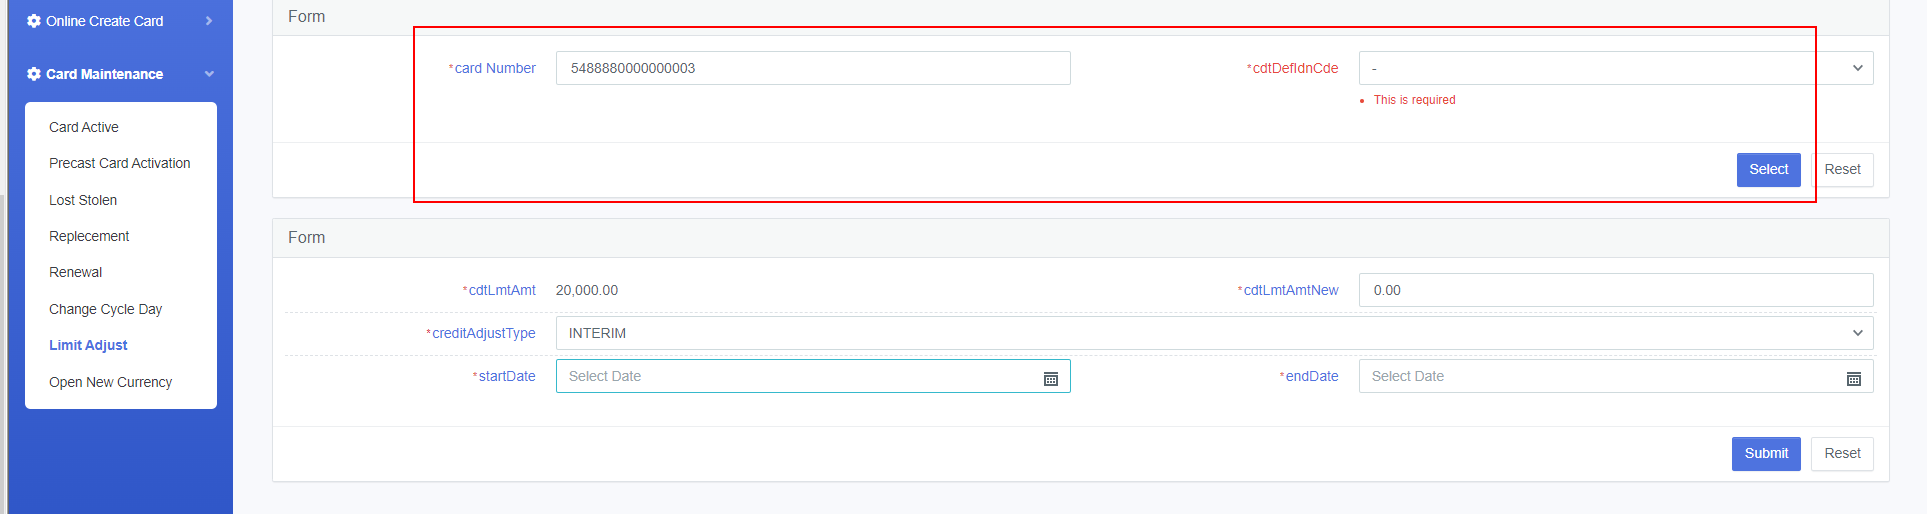 Online Create Card
Card Maintenance
Card Active
Precast Card Activation
Lost Stolen
Replecement
Renewal
Change Cycle Day
Limit Adjust
Open New Currency
Form
*card Number 5488880000000003 *cdtDefIdnCde -
• This is required
Select Reset
Form
*cdtLmtAmt 20,000.00 *cdtLmtAmtNew 0.00
*creditAdjustType INTERIM
*startDate Select Date *endDate Select Date
Submit Reset